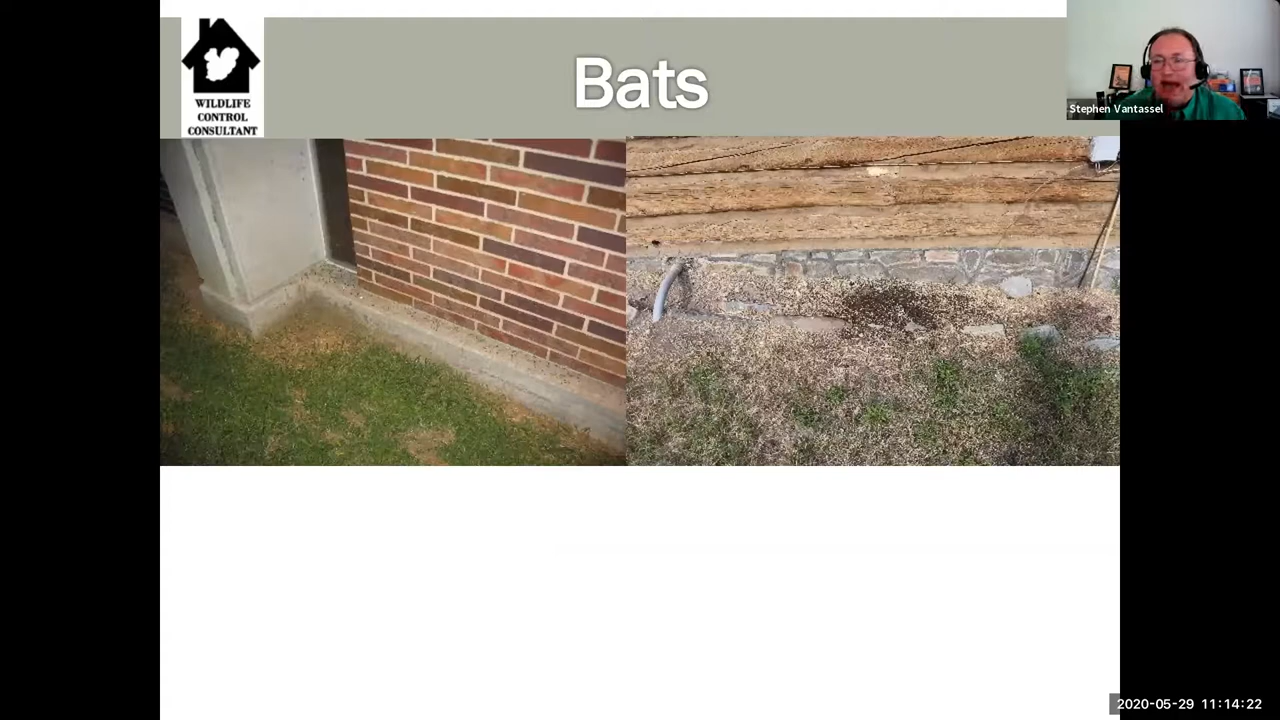 WILDLIFE
CONTROL
CONSULTANT
Bats
Stephen Vantassel
2020-05-29 11:14:22